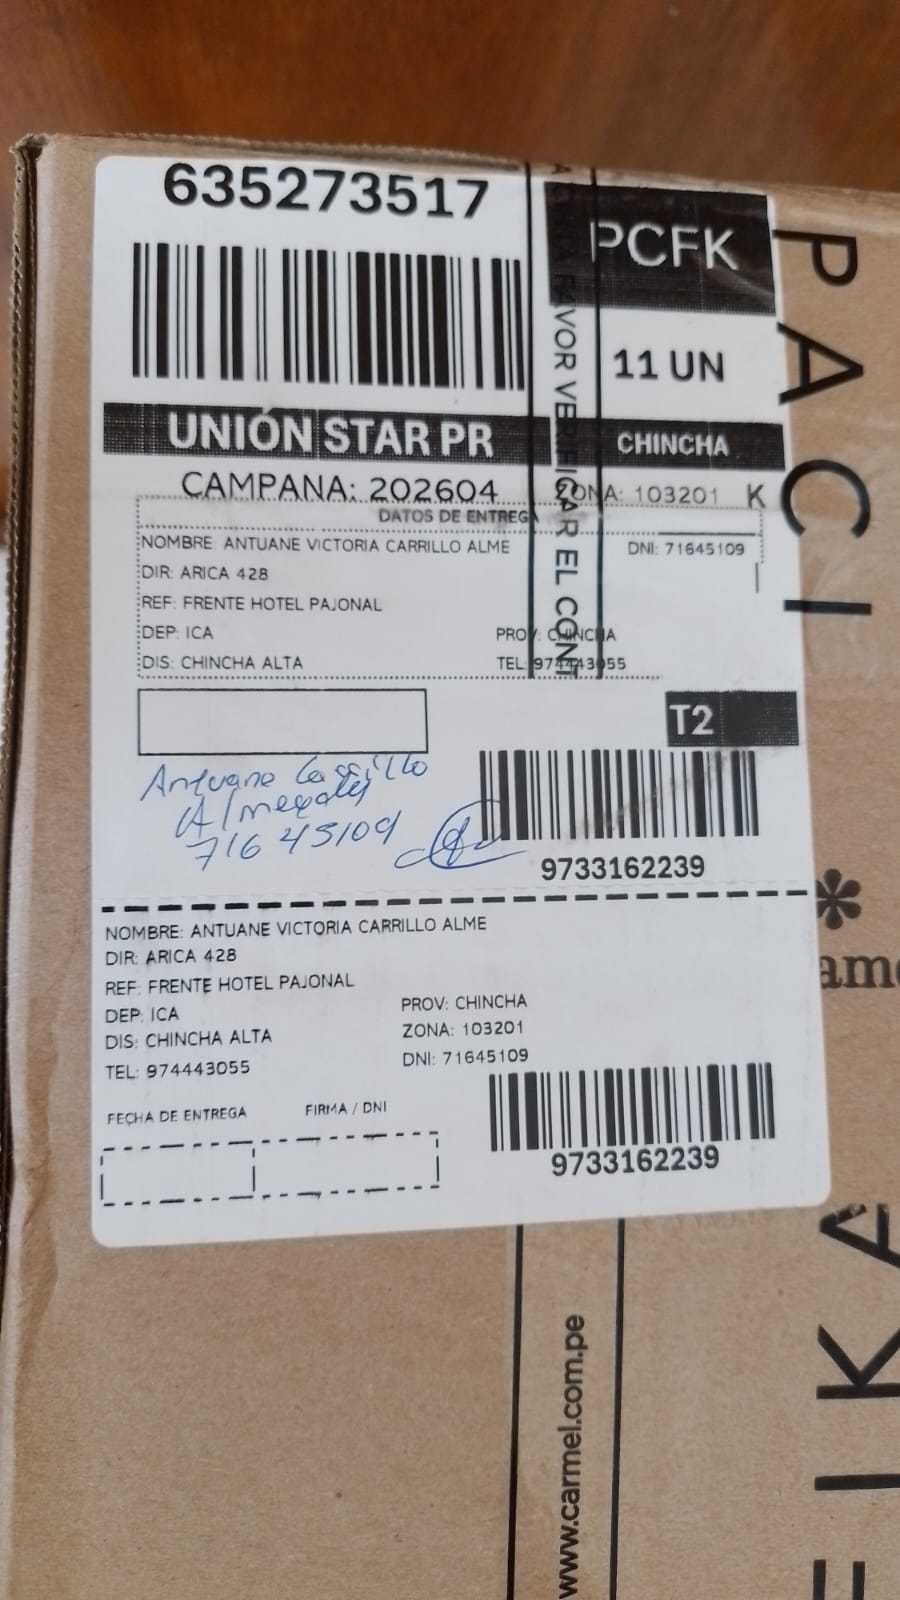 635273517
PCFK
11 UN
UNIÓN STAR PR
CHINCHA
CAMPANA: 202604
ZONA: 103201 K
DATOS DE ENTREGA
NOMBRE: ANTUANE VICTORIA CARRILLO ALME
DNI: 71645109
DIR: ARICA 428
REF: FRENTE HOTEL PAJONAL
DEP: ICA
PROV: CHINCHA
DIS: CHINCHA ALTA
TEL: 974443055
T2
Antuane Carrillo
71645109
9733162239
NOMBRE: ANTUANE VICTORIA CARRILLO ALME
DIR: ARICA 428
REF: FRENTE HOTEL PAJONAL
DEP: ICA
PROV: CHINCHA
DIS: CHINCHA ALTA
ZONA: 103201
TEL: 974443055
DNI: 71645109
FECHA DE ENTREGA
FIRMA / DNI
9733162239
FAVOR VERIFICAR EL CONT
PACI
ame
IKA
www.carmel.com.pe